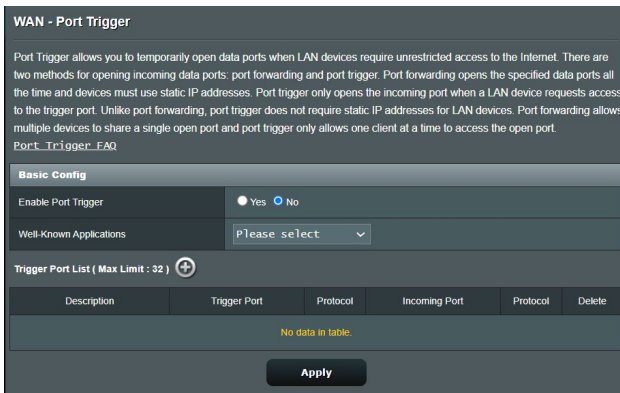 WAN - Port Trigger
Port Trigger allows you to temporarily open data ports when LAN devices require unrestricted access to the Internet. There are
two methods for opening incoming data ports: port forwarding and port trigger. Port forwarding opens the specified data ports all
the time and devices must use static IP addresses. Port trigger only opens the incoming port when a LAN device requests access
to the trigger port. Unlike port forwarding, port trigger does not require static IP addresses for LAN devices. Port forwarding allows
multiple devices to share a single open port and port trigger only allows one client at a time to access the open port.
Port Trigger FAQ
Basic Config
Enable Port Trigger Yes No
Well-Known Applications Please select
Trigger Port List ( Max Limit : 32 )
Description Trigger Port Protocol Incoming Port Protocol Delete
No data in table.
Apply